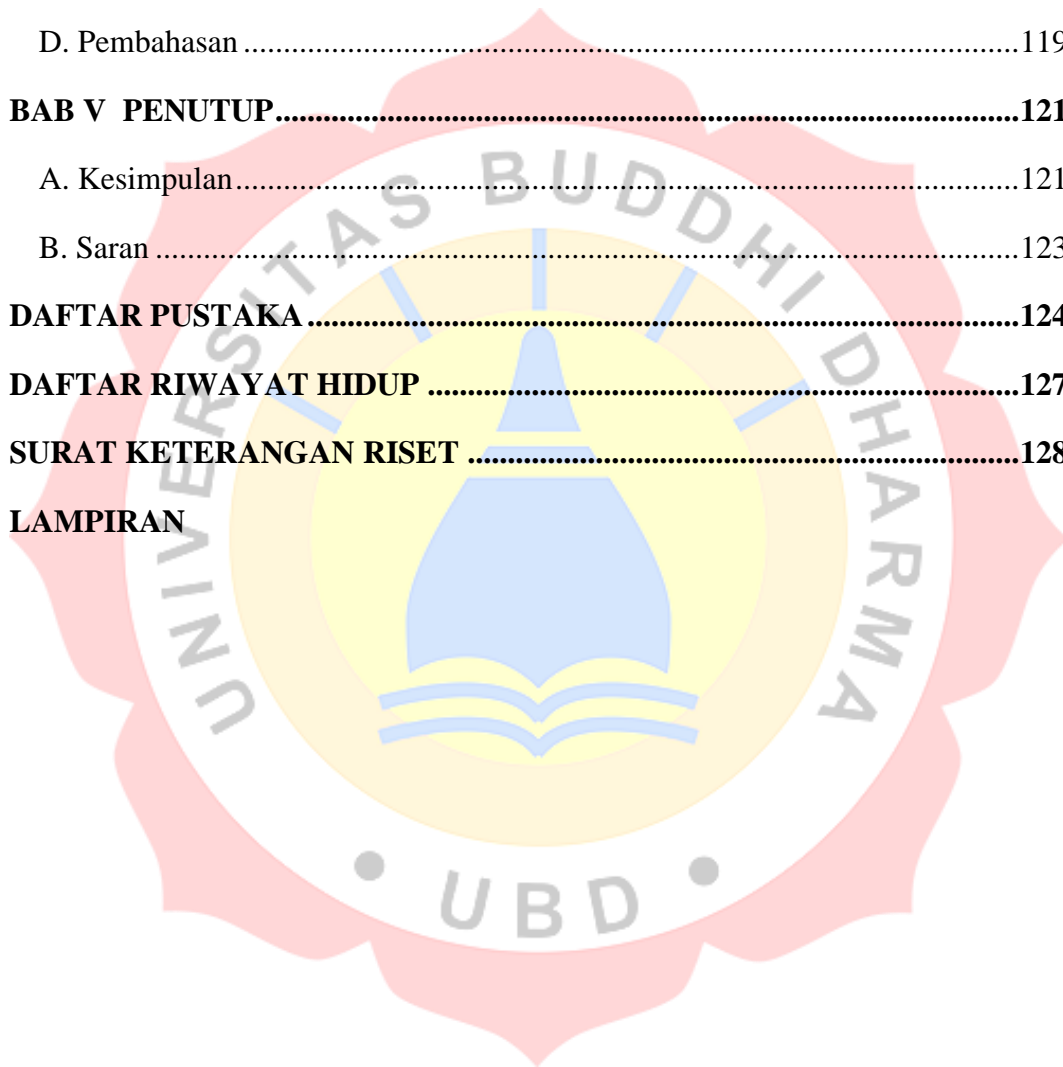 D. Pembahasan ................................................................................................119
BAB V  PENUTUP............................................................................................121
A. Kesimpulan.................................................................................................121
B. Saran ...........................................................................................................123
DAFTAR PUSTAKA ........................................................................................124
DAFTAR RIWAYAT HIDUP .........................................................................127
SURAT KETERANGAN RISET ....................................................................128
LAMPIRAN
UNIVERSITAS BUDDHI DHARMA
• UBD •